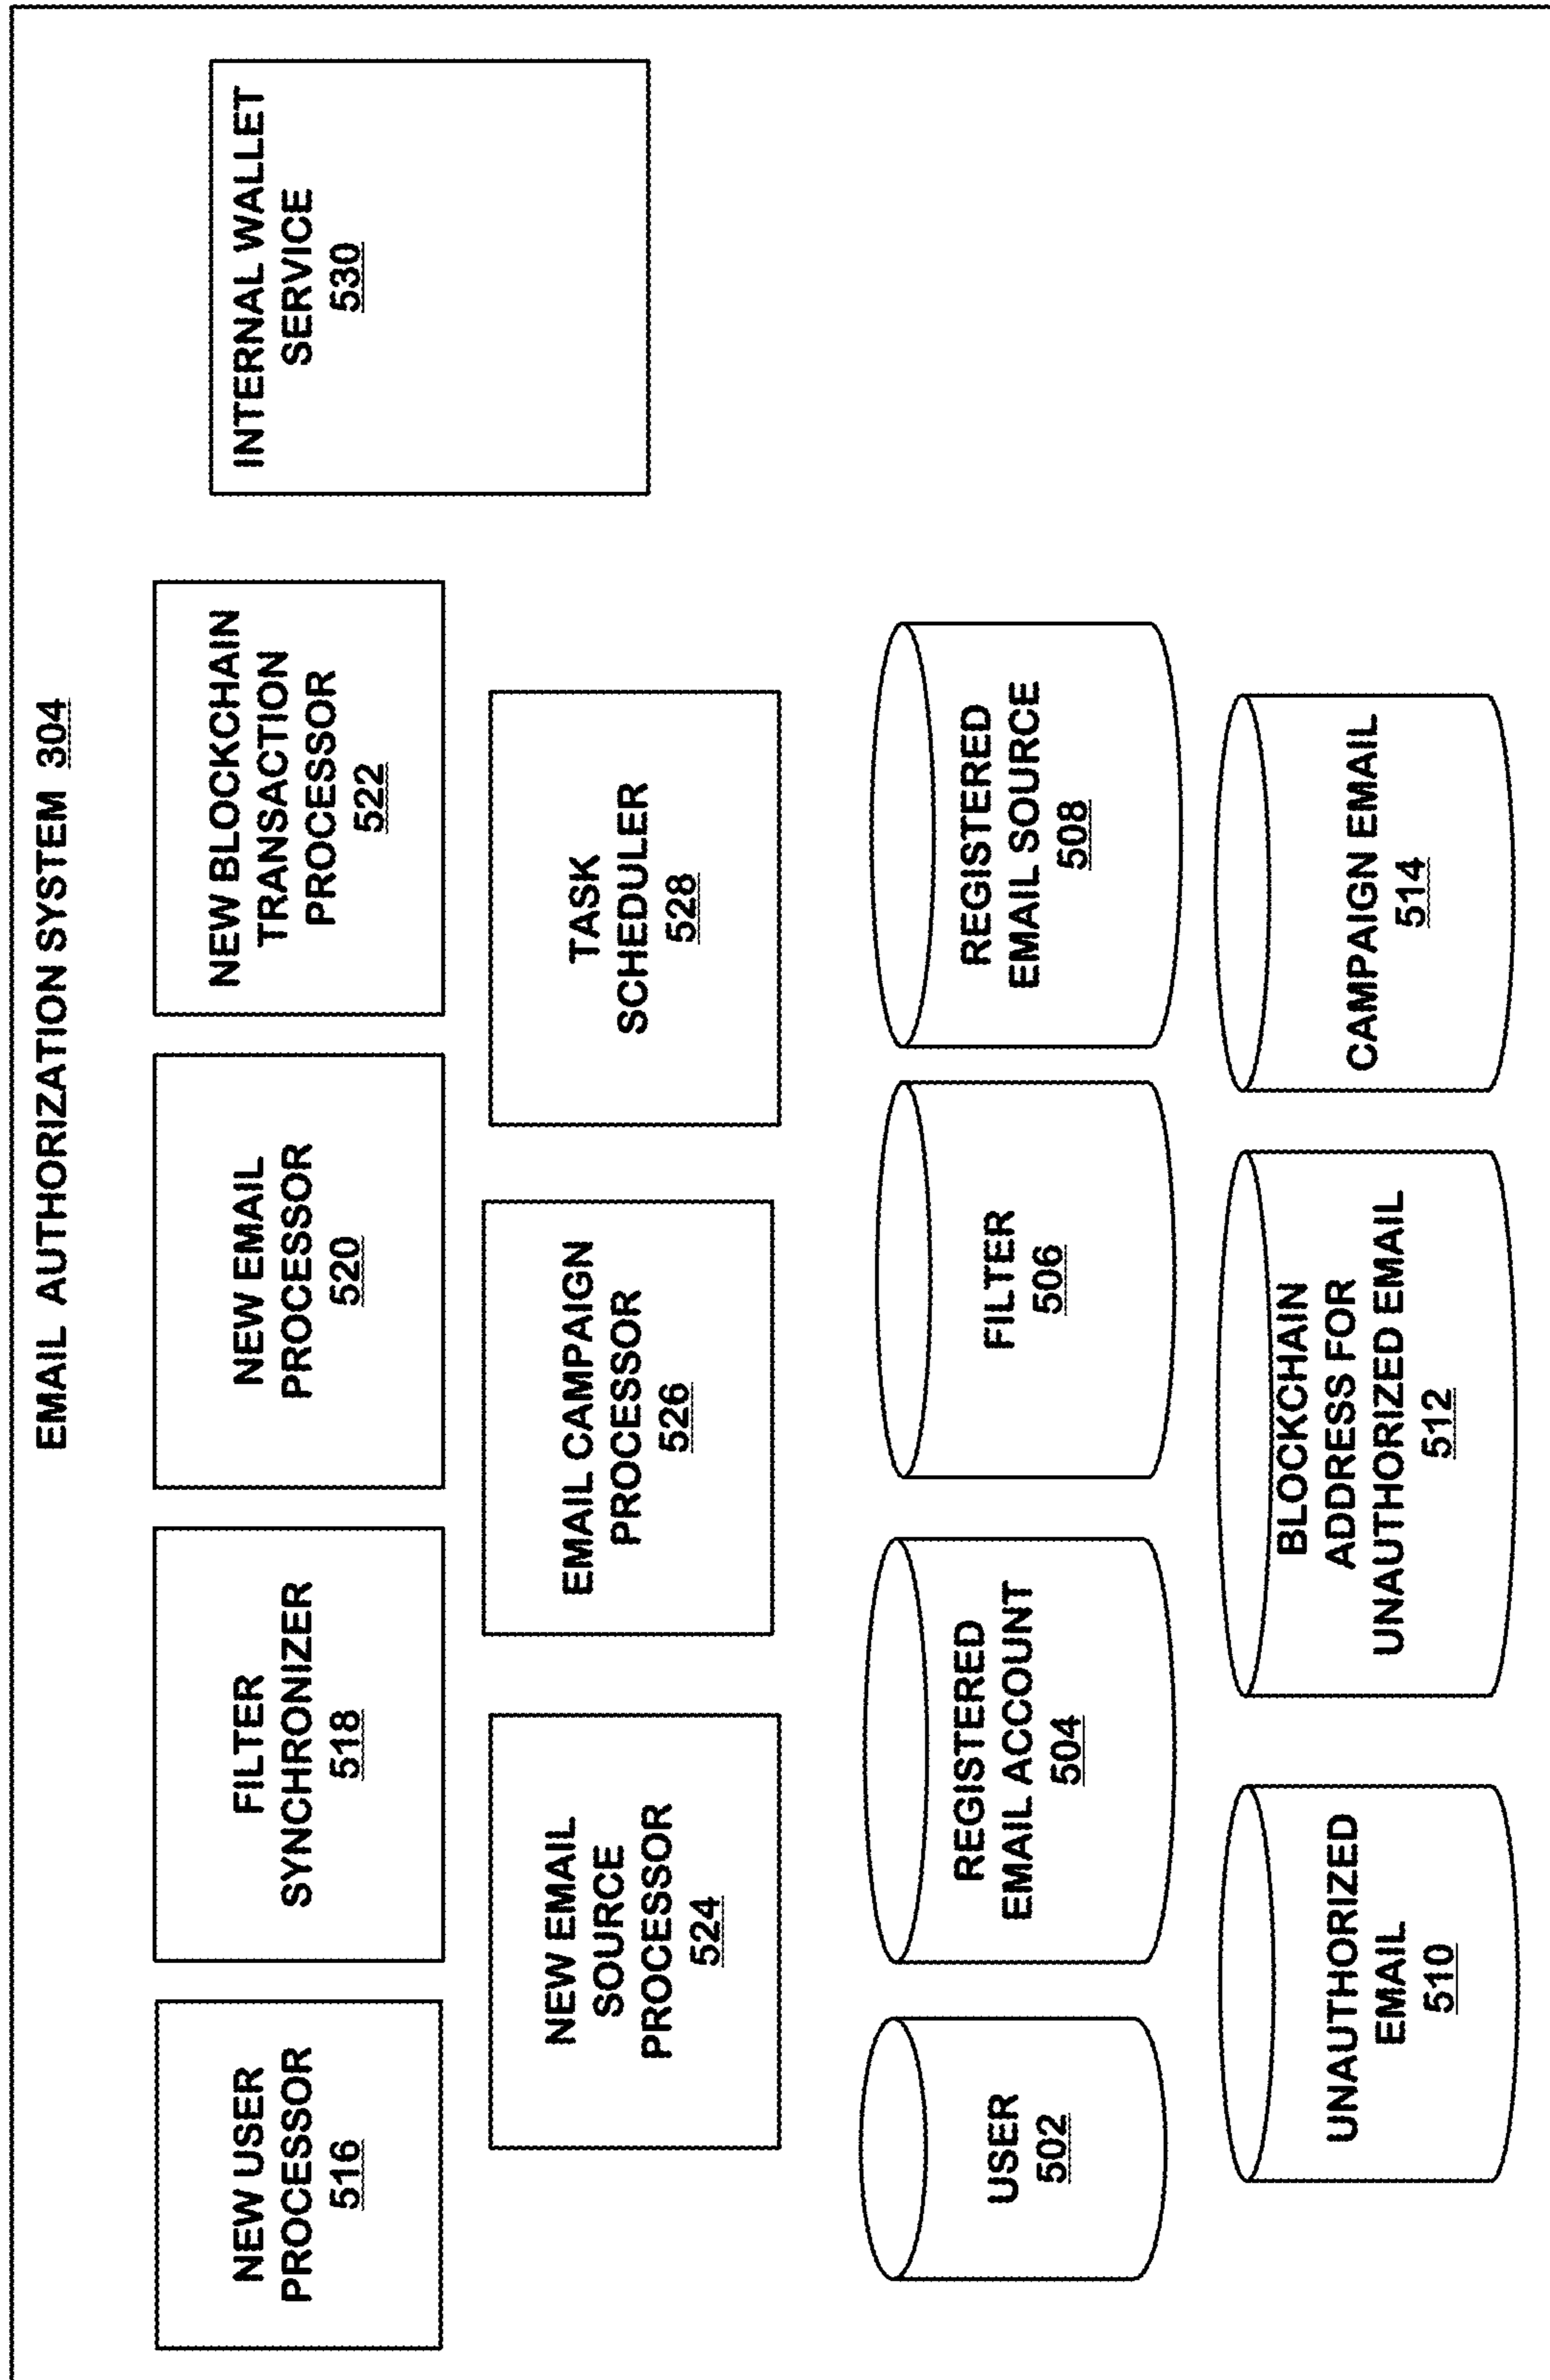 EMAIL AUTHORIZATION SYSTEM 304
NEW USER
PROCESSOR
516
FILTER
SYNCHRONIZER
518
NEW EMAIL
PROCESSOR
520
NEW BLOCKCHAIN
TRANSACTION
PROCESSOR
522
INTERNAL WALLET
SERVICE
530
NEW EMAIL
SOURCE
PROCESSOR
524
EMAIL CAMPAIGN
PROCESSOR
526
TASK
SCHEDULER
528
USER
502
REGISTERED
EMAIL ACCOUNT
504
FILTER
506
REGISTERED
EMAIL SOURCE
508
UNAUTHORIZED
EMAIL
510
BLOCKCHAIN
ADDRESS FOR
UNAUTHORIZED EMAIL
512
CAMPAIGN EMAIL
514